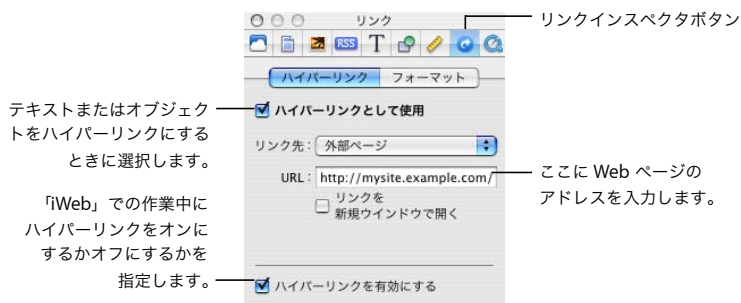 リンク
リンクインスペクタボタン
RSS
T
ハイパーリンク フォーマット
テキストまたはオブジェク
トをハイパーリンクにする
ときに選択します。
ハイパーリンクとして使用
リンク先： 外部ページ
URL： http://mysite.example.com/
ここに Web ページの
アドレスを入力します。
リンクを
新規ウインドウで開く
「iWeb」での作業中に
ハイパーリンクをオンに
するかオフにするかを
指定します。
ハイパーリンクを有効にする